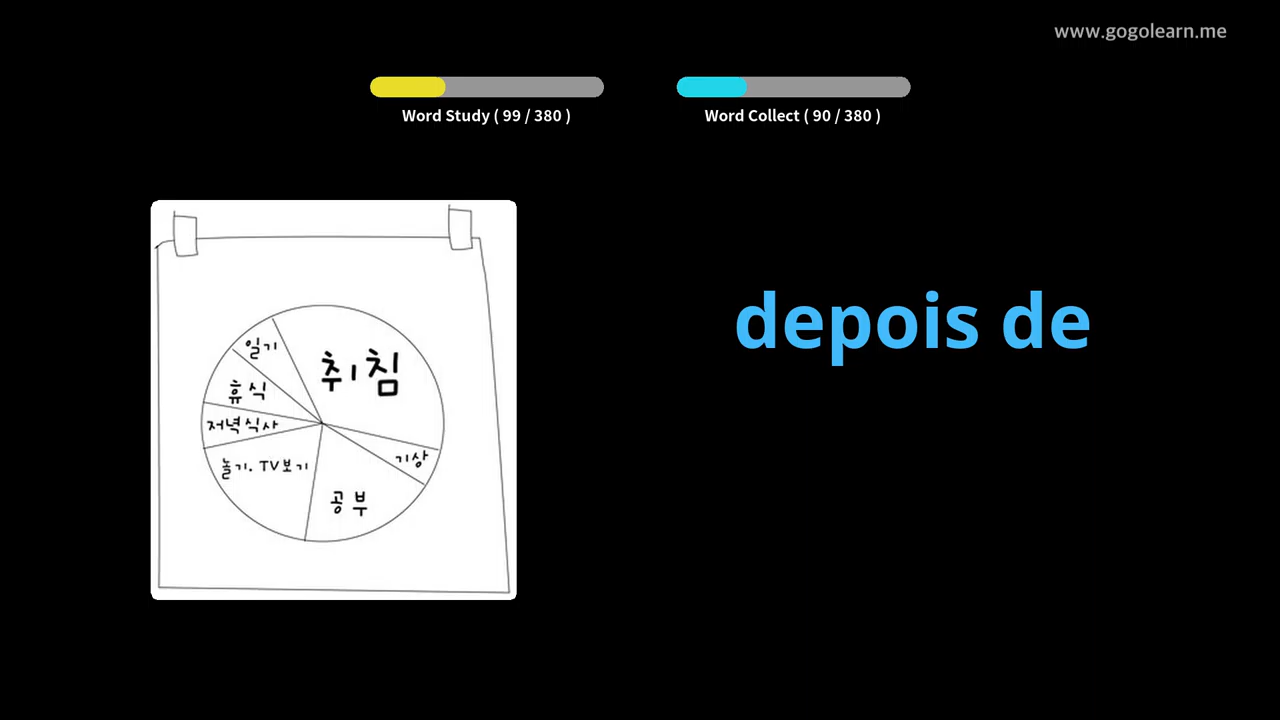 www.gogolearn.me
Word Study ( 99 / 380 )
Word Collect ( 90 / 380 )
일기
취침
휴식
저녁식사
놀기. TV보기
기상
공부
depois de